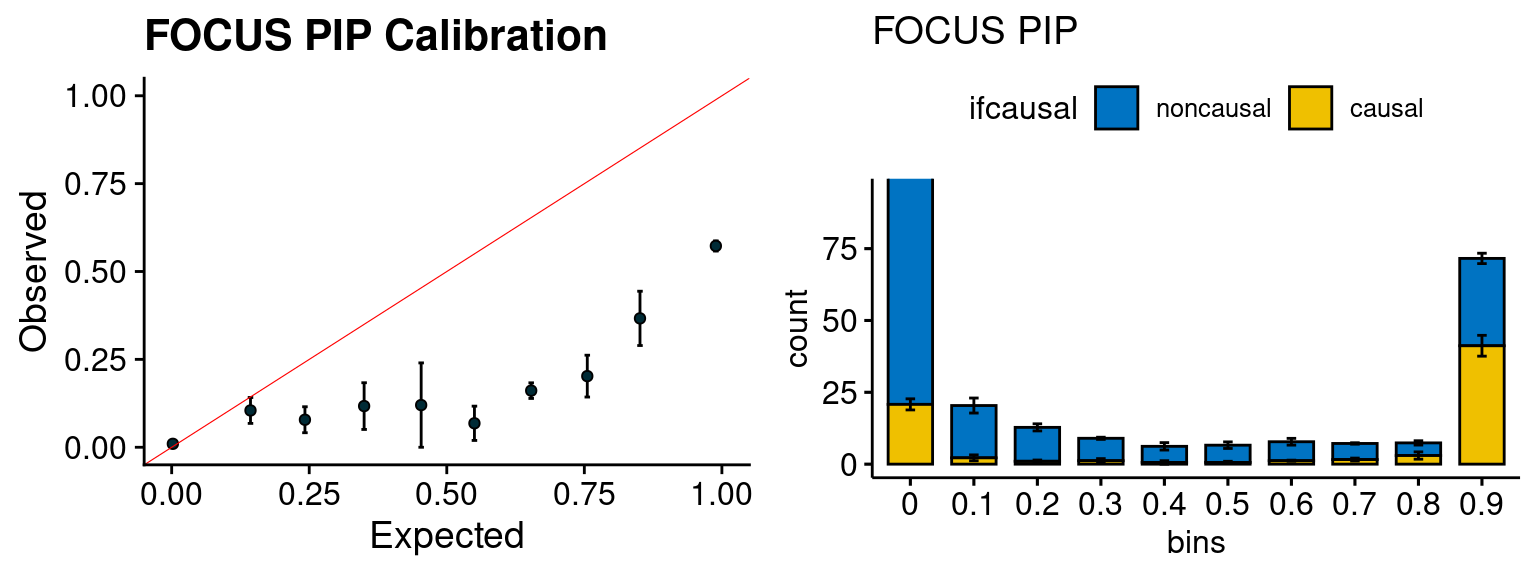 FOCUS PIP Calibration
Observed
1.00
0.75
0.50
0.25
0.00
0.00 0.25 0.50 0.75 1.00
Expected
FOCUS PIP
ifcausal noncausal causal
count
75
50
25
0
0 0.1 0.2 0.3 0.4 0.5 0.6 0.7 0.8 0.9
bins